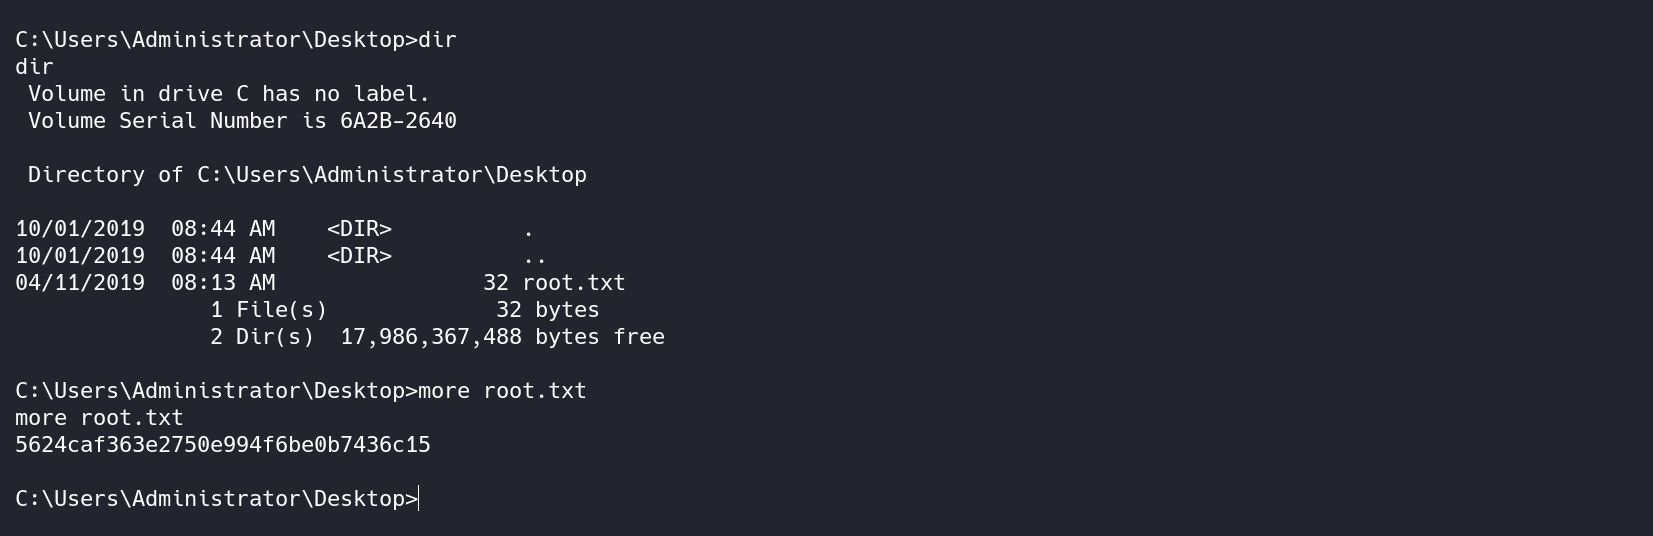 C:\Users\Administrator\Desktop>dir
dir
 Volume in drive C has no label.
 Volume Serial Number is 6A2B-2640
 Directory of C:\Users\Administrator\Desktop
10/01/2019  08:44 AM    <DIR>          .
10/01/2019  08:44 AM    <DIR>          ..
04/11/2019  08:13 AM                32 root.txt
               1 File(s)             32 bytes
               2 Dir(s)  17,986,367,488 bytes free
C:\Users\Administrator\Desktop>more root.txt
more root.txt
5624caf363e2750e994f6be0b7436c15
C:\Users\Administrator\Desktop>